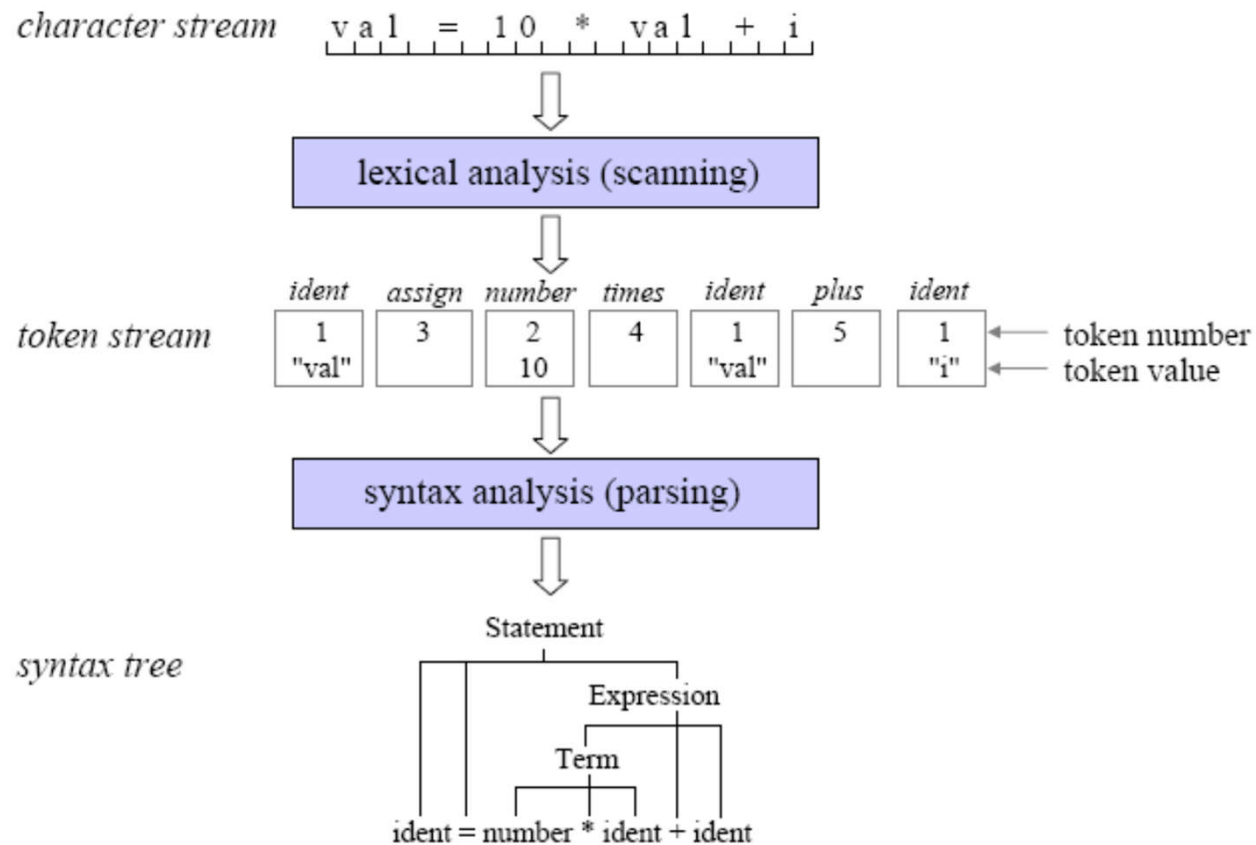 character stream v a l = 1 0 * v a l + i
lexical analysis (scanning)
ident assign number times ident plus ident
token stream 1 3 2 4 1 5 1 token number
"val" 10 "val" "i" token value
syntax analysis (parsing)
Statement
syntax tree
Expression
Term
ident = number * ident + ident